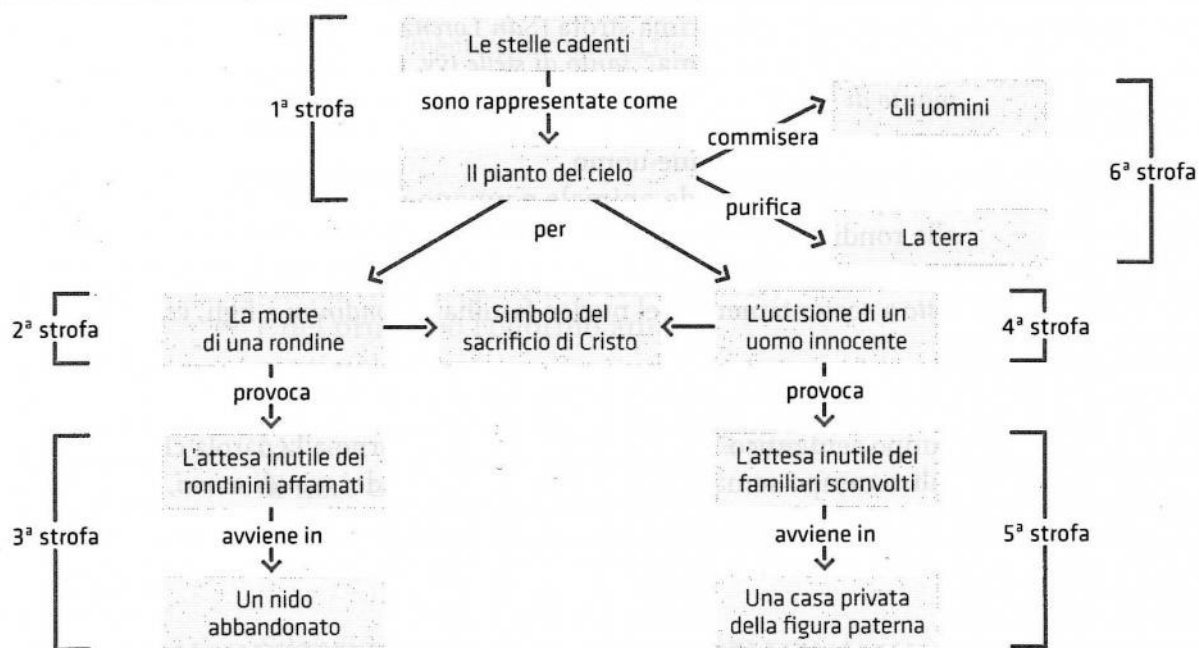 Le stelle cadenti
1ª strofa
sono rappresentate come
Il pianto del cielo
commisera
Gli uomini
purifica
La terra
6ª strofa
per
2ª strofa
La morte
di una rondine
Simbolo del
sacrificio di Cristo
L'uccisione di un
uomo innocente
4ª strofa
provoca
provoca
3ª strofa
L'attesa inutile dei
rondinini affamati
L'attesa inutile dei
familiari sconvolti
5ª strofa
avviene in
avviene in
Un nido
abbandonato
Una casa privata
della figura paterna